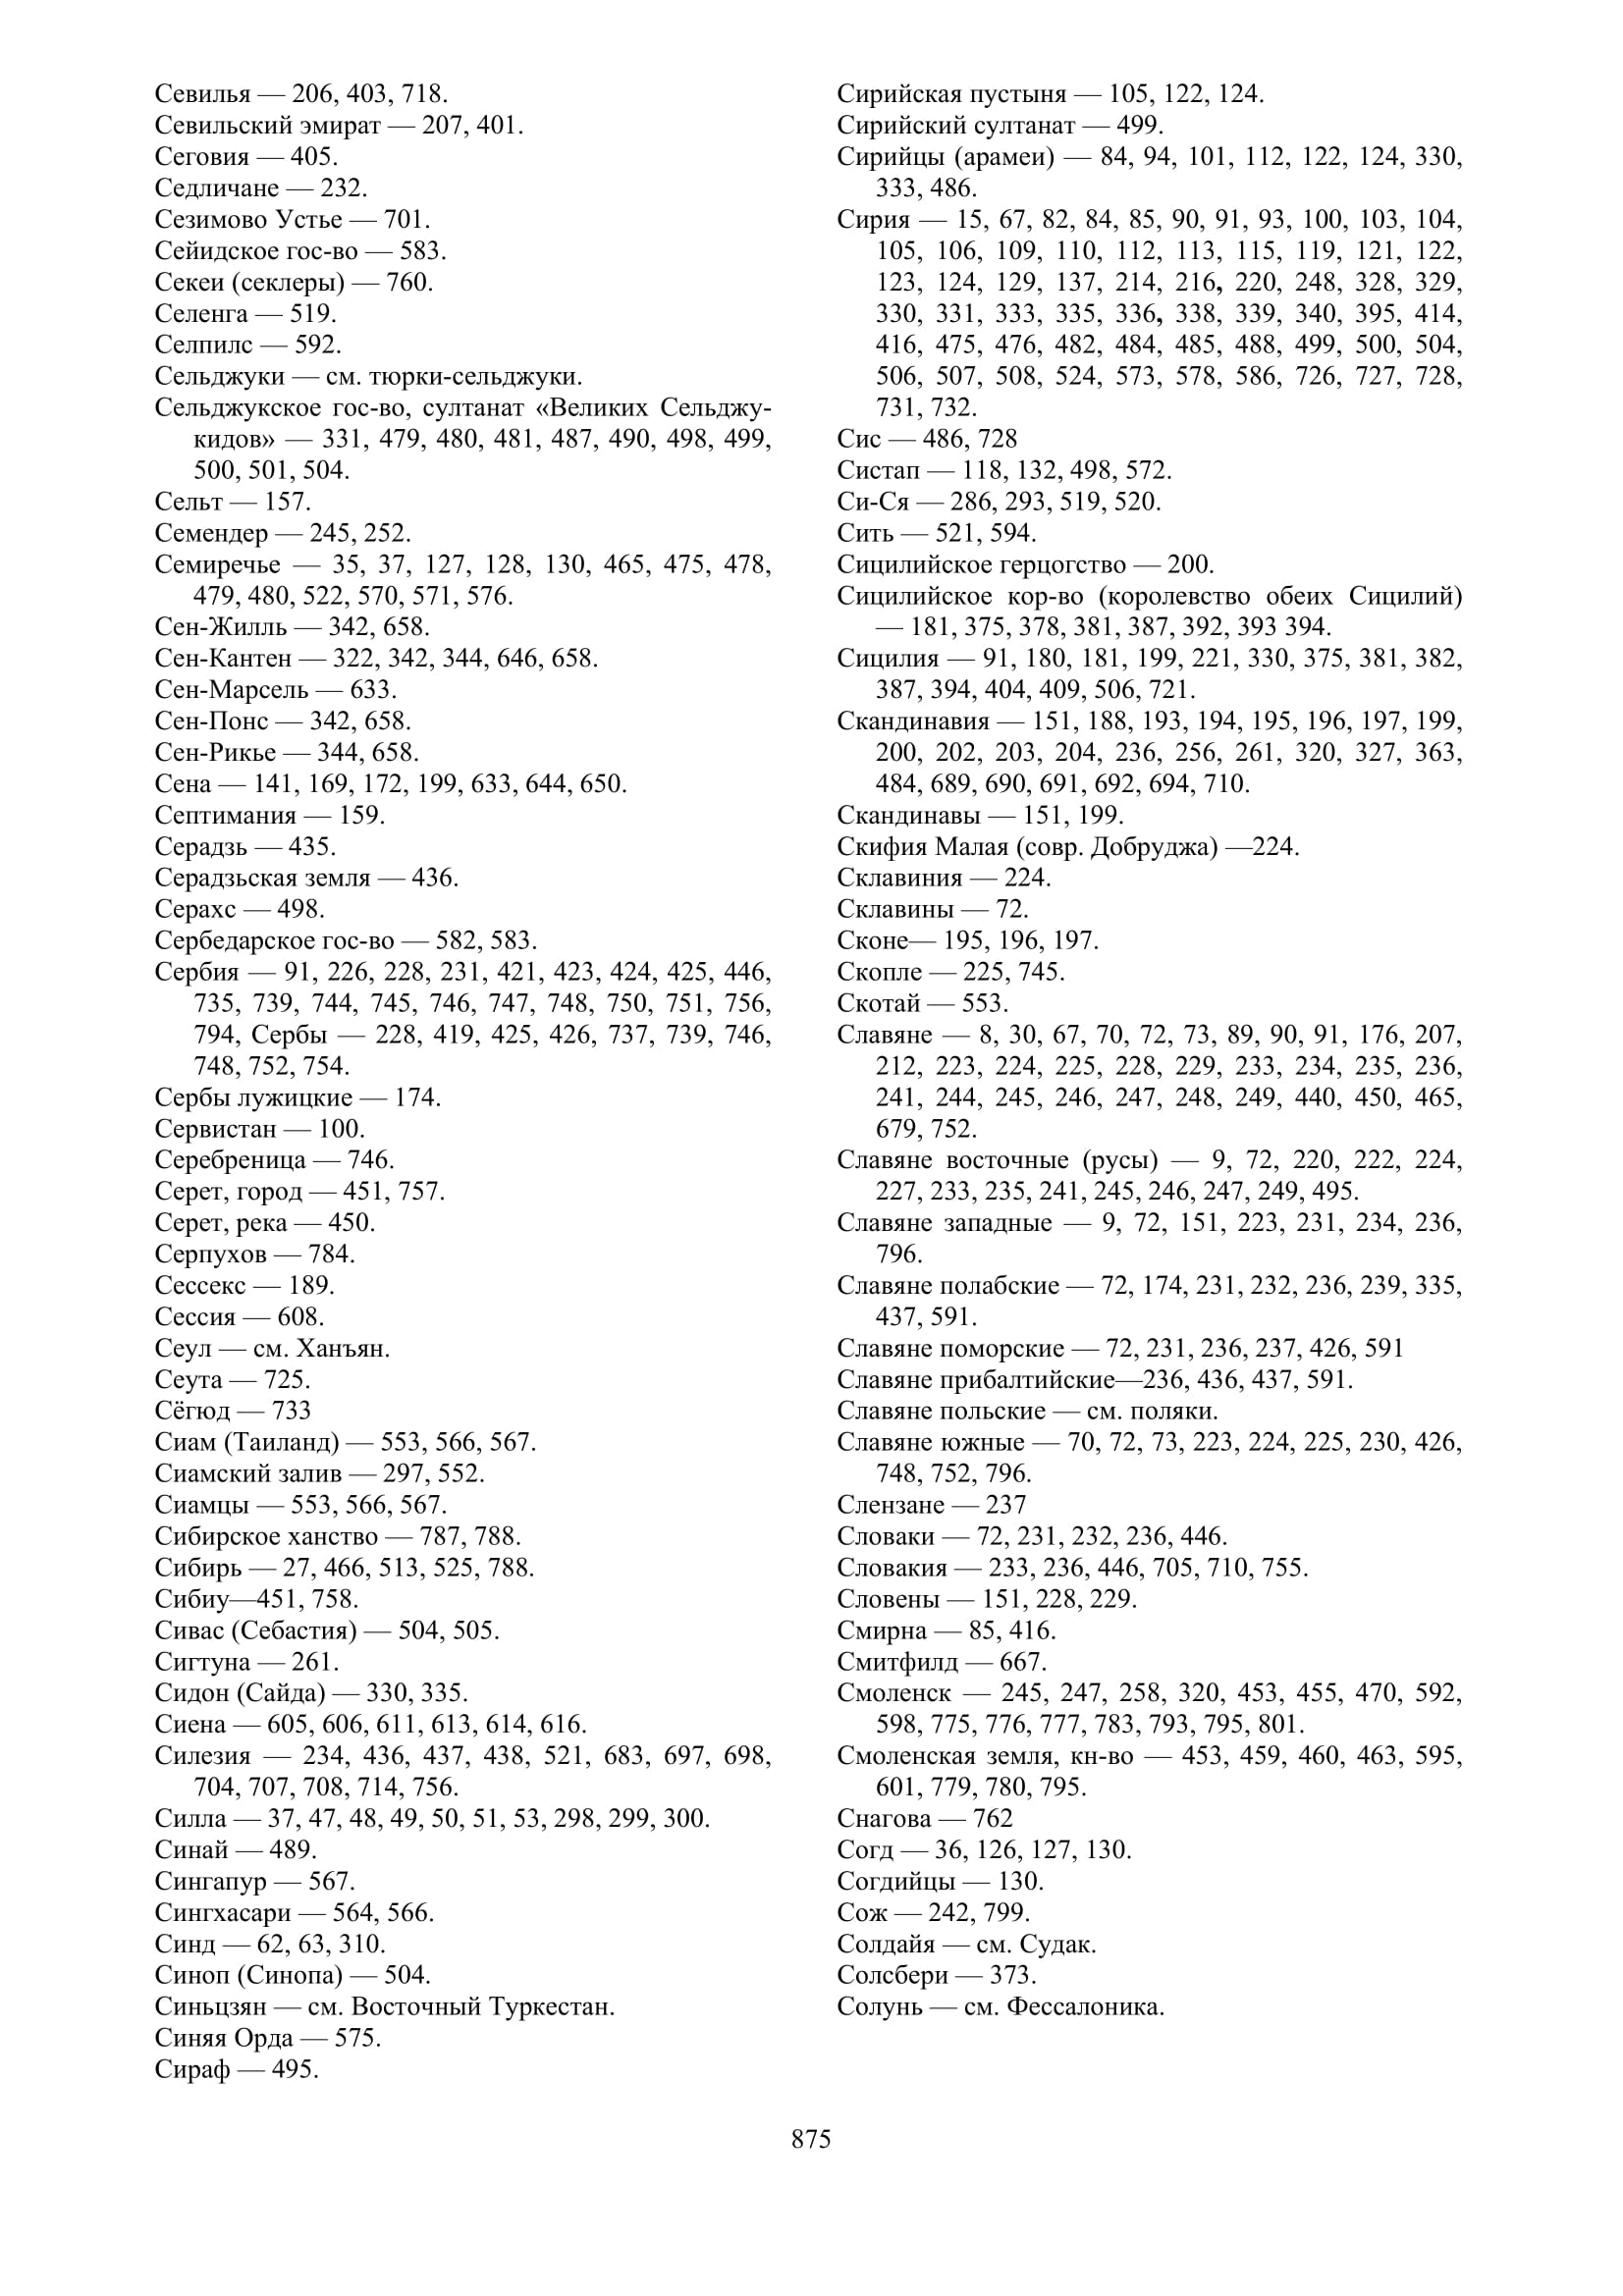 Севилья — 206, 403, 718.
Севильский эмират — 207, 401.
Сеговия — 405.
Седличане — 232.
Сезимово Устье — 701.
Сейидское гос-во — 583.
Секеи (секлеры) — 760.
Селенга — 519.
Селпилс — 592.
Сельджуки — см. тюрки-сельджуки.
Сельджукское гос-во, султанат «Великих Сельджу-
кидов» — 331, 479, 480, 481, 487, 490, 498, 499,
500, 501, 504.
Сельт — 157.
Семендер — 245, 252.
Семиречье — 35, 37, 127, 128, 130, 465, 475, 478,
479, 480, 522, 570, 571, 576.
Сен-Жилль — 342, 658.
Сен-Кантен — 322, 342, 344, 646, 658.
Сен-Марсель — 633.
Сен-Понс — 342, 658.
Сен-Рикье — 344, 658.
Сена — 141, 169, 172, 199, 633, 644, 650.
Септимания — 159.
Серадзь — 435.
Серадзьская земля — 436.
Серахс — 498.
Сербедарское гос-во — 582, 583.
Сербия — 91, 226, 228, 231, 421, 423, 424, 425, 446,
735, 739, 744, 745, 746, 747, 748, 750, 751, 756,
794, Сербы — 228, 419, 425, 426, 737, 739, 746,
748, 752, 754.
Сербы лужицкие — 174.
Сервистан — 100.
Серебреница — 746.
Серет, город — 451, 757.
Серет, река — 450.
Серпухов — 784.
Сессекс — 189.
Сессия — 608.
Сеул — см. Ханъян.
Сеута — 725.
Сёгюд — 733
Сиам (Таиланд) — 553, 566, 567.
Сиамский залив — 297, 552.
Сиамцы — 553, 566, 567.
Сибирское ханство — 787, 788.
Сибирь — 27, 466, 513, 525, 788.
Сибиу—451, 758.
Сивас (Себастия) — 504, 505.
Сигтуна — 261.
Сидон (Сайда) — 330, 335.
Сиена — 605, 606, 611, 613, 614, 616.
Силезия — 234, 436, 437, 438, 521, 683, 697, 698,
704, 707, 708, 714, 756.
Силла — 37, 47, 48, 49, 50, 51, 53, 298, 299, 300.
Синай — 489.
Сингапур — 567.
Сингхасари — 564, 566.
Синд — 62, 63, 310.
Синоп (Синопа) — 504.
Синьцзян — см. Восточный Туркестан.
Синяя Орда — 575.
Сираф — 495.
Сирийская пустыня — 105, 122, 124.
Сирийский султанат — 499.
Сирийцы (арамеи) — 84, 94, 101, 112, 122, 124, 330,
333, 486.
Сирия — 15, 67, 82, 84, 85, 90, 91, 93, 100, 103, 104,
105, 106, 109, 110, 112, 113, 115, 119, 121, 122,
123, 124, 129, 137, 214, 216, 220, 248, 328, 329,
330, 331, 333, 335, 336, 338, 339, 340, 395, 414,
416, 475, 476, 482, 484, 485, 488, 499, 500, 504,
506, 507, 508, 524, 573, 578, 586, 726, 727, 728,
731, 732.
Сис — 486, 728
Систап — 118, 132, 498, 572.
Си-Ся — 286, 293, 519, 520.
Сить — 521, 594.
Сицилийское герцогство — 200.
Сицилийское кор-во (королевство обеих Сицилий)
— 181, 375, 378, 381, 387, 392, 393 394.
Сицилия — 91, 180, 181, 199, 221, 330, 375, 381, 382,
387, 394, 404, 409, 506, 721.
Скандинавия — 151, 188, 193, 194, 195, 196, 197, 199,
200, 202, 203, 204, 236, 256, 261, 320, 327, 363,
484, 689, 690, 691, 692, 694, 710.
Скандинавы — 151, 199.
Скифия Малая (совр. Добруджа) —224.
Склавиния — 224.
Склавины — 72.
Сконе— 195, 196, 197.
Скопле — 225, 745.
Скотай — 553.
Славяне — 8, 30, 67, 70, 72, 73, 89, 90, 91, 176, 207,
212, 223, 224, 225, 228, 229, 233, 234, 235, 236,
241, 244, 245, 246, 247, 248, 249, 440, 450, 465,
679, 752.
Славяне восточные (русы) — 9, 72, 220, 222, 224,
227, 233, 235, 241, 245, 246, 247, 249, 495.
Славяне западные — 9, 72, 151, 223, 231, 234, 236,
796.
Славяне полабские — 72, 174, 231, 232, 236, 239, 335,
437, 591.
Славяне поморские — 72, 231, 236, 237, 426, 591
Славяне прибалтийские—236, 436, 437, 591.
Славяне польские — см. поляки.
Славяне южные — 70, 72, 73, 223, 224, 225, 230, 426,
748, 752, 796.
Слензане — 237
Словаки — 72, 231, 232, 236, 446.
Словакия — 233, 236, 446, 705, 710, 755.
Словены — 151, 228, 229.
Смирна — 85, 416.
Смитфилд — 667.
Смоленск — 245, 247, 258, 320, 453, 455, 470, 592,
598, 775, 776, 777, 783, 793, 795, 801.
Смоленская земля, кн-во — 453, 459, 460, 463, 595,
601, 779, 780, 795.
Снагова — 762
Согд — 36, 126, 127, 130.
Согдийцы — 130.
Сож — 242, 799.
Солдайя — см. Судак.
Солсбери — 373.
Солунь — см. Фессалоника.
875